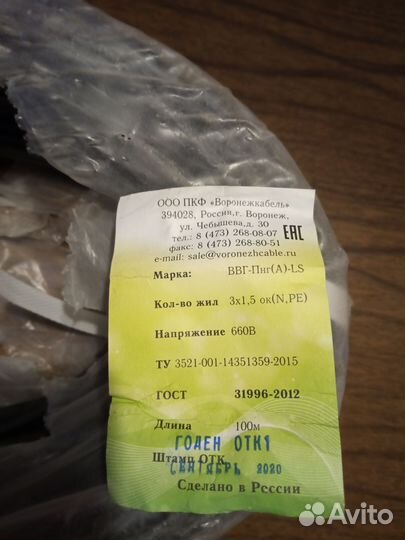 ООО ПКФ «Воронежкабель»
394028, Россия, г. Воронеж,
ул. Чебышева, д. 30
тел.: 8 (473) 268-08-07
факс: 8 (473) 268-80-51
e-mail: sale@voronezhcable.ru
EAC
Марка: ВВГ-Пнг(А)-LS
Кол-во жил 3х1,5 ок(N,PE)
Напряжение 660В
ТУ 3521-001-14351359-2015
ГОСТ 31996-2012
Длина 100м
ГОДЕН ОТК1
Штамп ОТК
СЕНТЯБРЬ 2020
Сделано в России
Avito